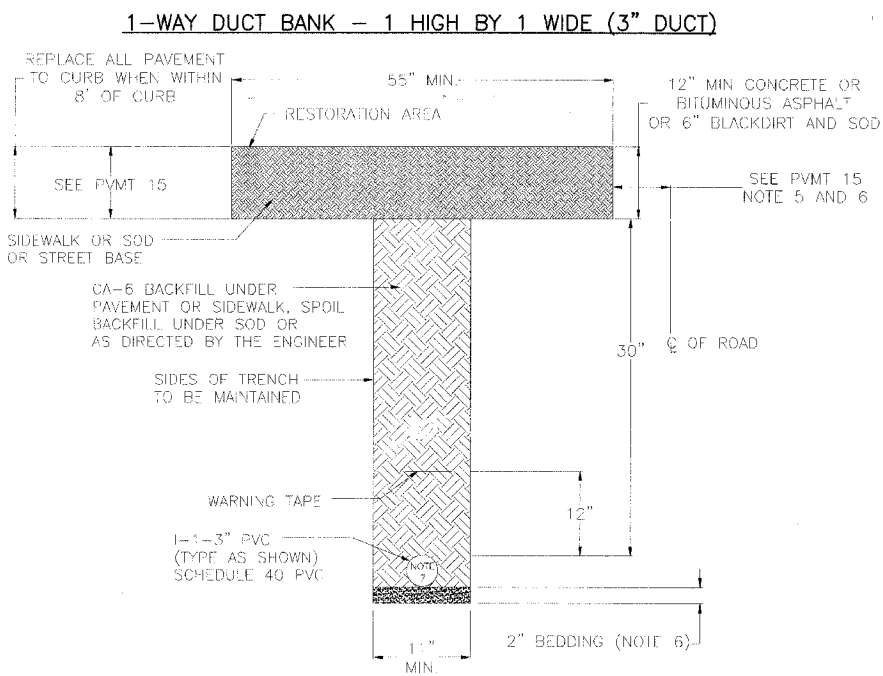 1-WAY DUCT BANK - 1 HIGH BY 1 WIDE (3" DUCT)
REPLACE ALL PAVEMENT
TO CURB WHEN WITHIN
8' OF CURB
55" MIN.
12" MIN CONCRETE OR
BITUMINOUS ASPHALT
OR 6" BLACKDIRT AND SOD
RESTORATION AREA
SEE PVMT 15
SEE PVMT 15
NOTE 5 AND 6
SIDEWALK OR SOD
OR STREET BASE
CA-6 BACKFILL UNDER
PAVEMENT OR SIDEWALK, SPOIL
BACKFILL UNDER SOD OR
AS DIRECTED BY THE ENGINEER
30"
℄ OF ROAD
SIDES OF TRENCH
TO BE MAINTAINED
WARNING TAPE
12"
1-1-3" PVC
(TYPE AS SHOWN)
SCHEDULE 40 PVC
NOTE
7
2" BEDDING (NOTE 6)
11"
MIN.